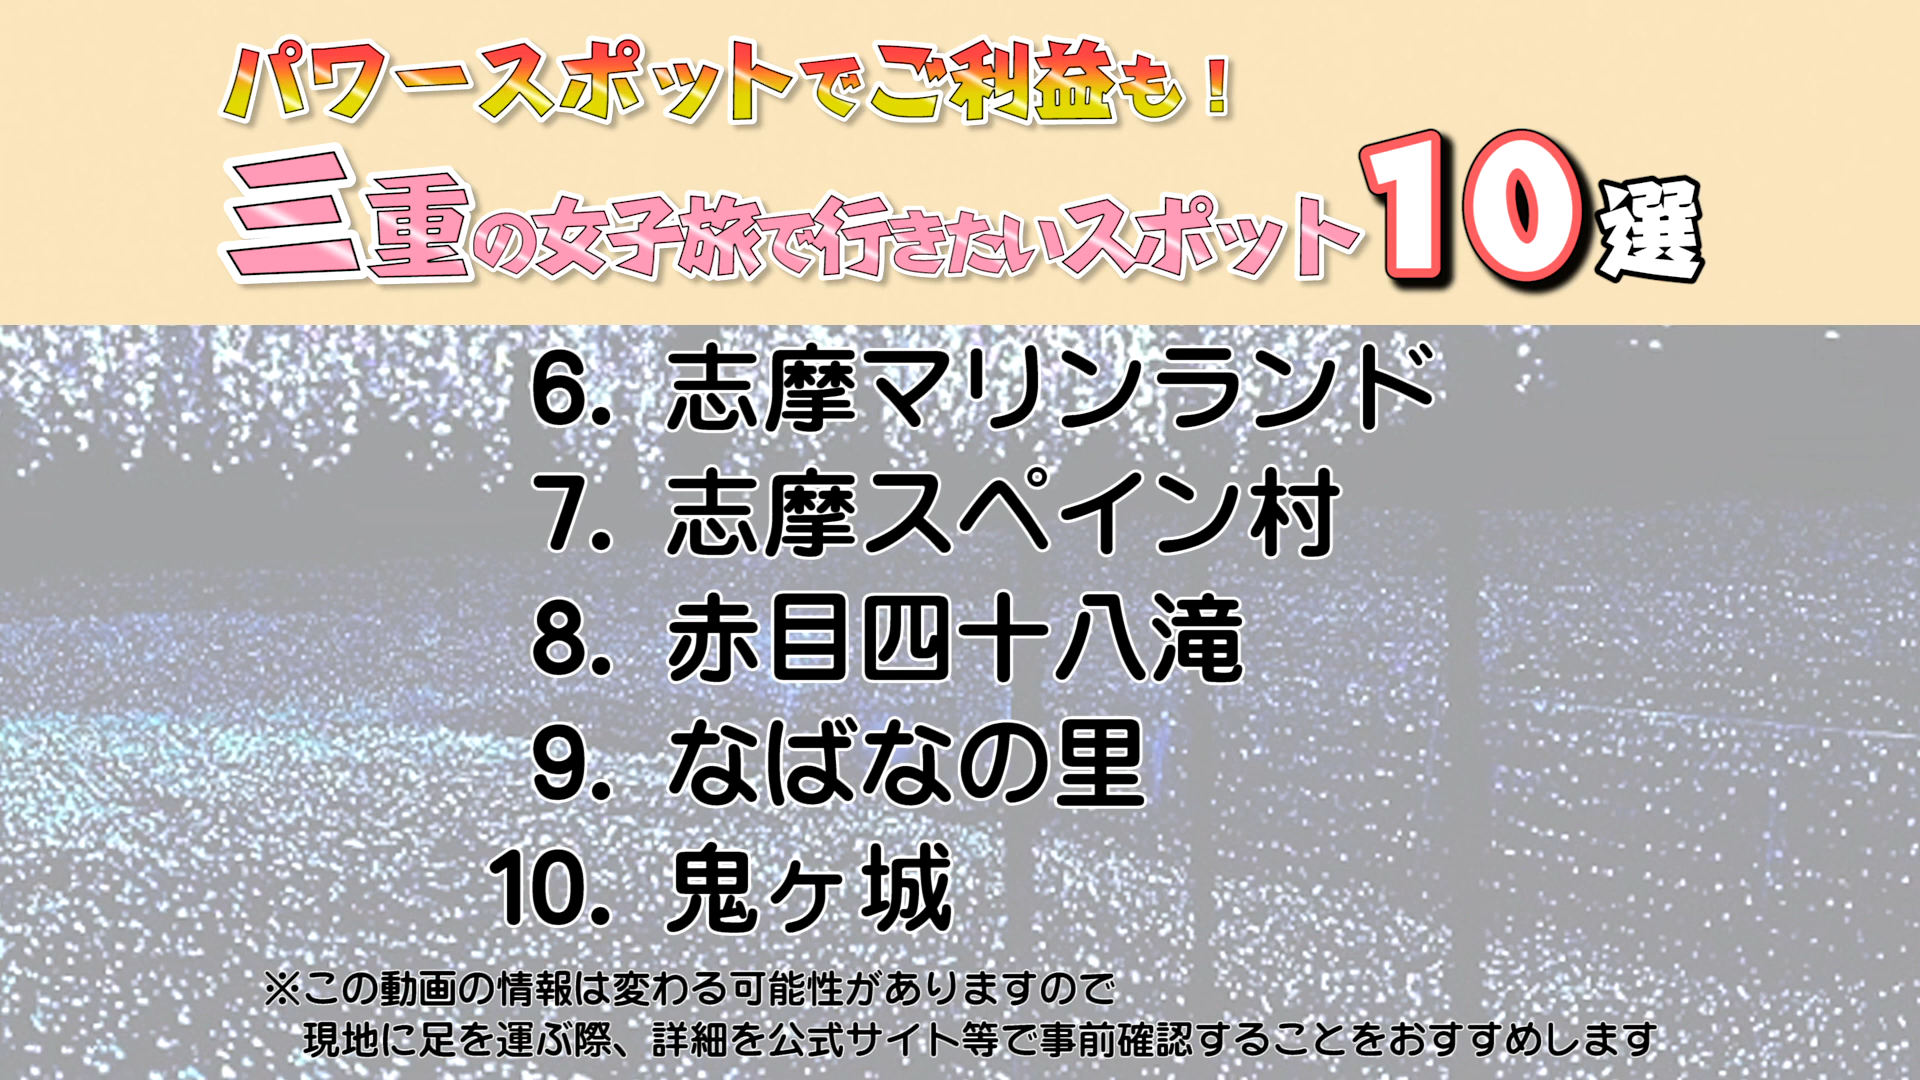 パワースポットでご利益も!
三重の女子旅で行きたいスポット10選
6. 志摩マリンランド
7. 志摩スペイン村
8. 赤目四十八滝
9. なばなの里
10. 鬼ヶ城
※この動画の情報は変わる可能性がありますので
現地に足を運ぶ際、詳細を公式サイト等で事前確認することをおすすめします